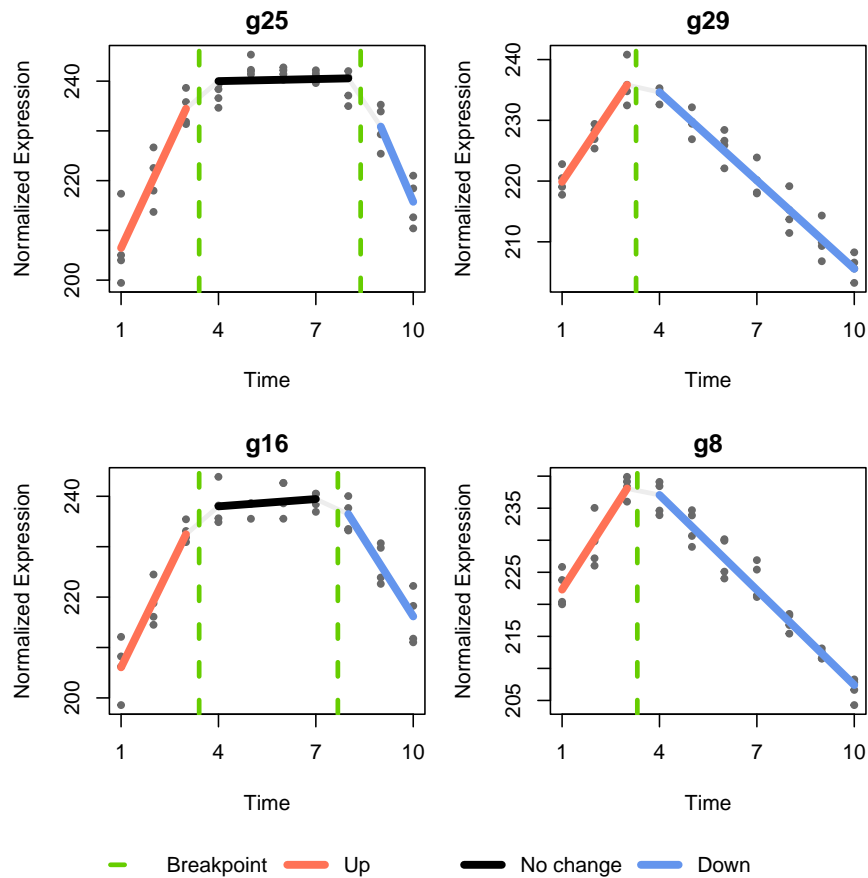 g25
Normalized Expression
240
220
200
1 4 7 10
Time
g29
Normalized Expression
240
230
220
210
1 4 7 10
Time
g16
Normalized Expression
240
220
200
1 4 7 10
Time
g8
Normalized Expression
235
225
215
205
1 4 7 10
Time
Breakpoint Up No change Down